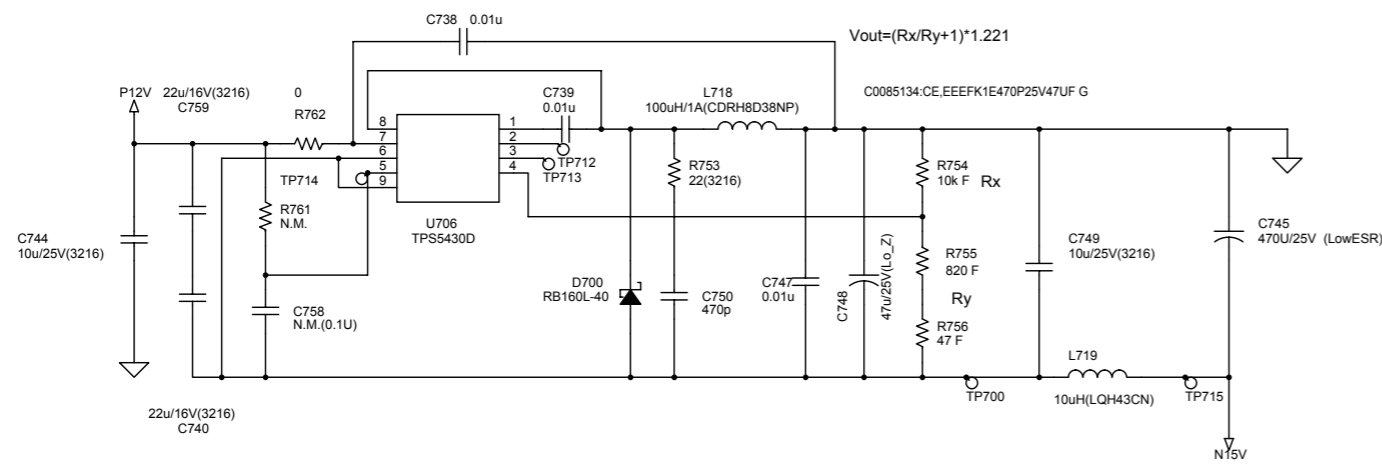 C738 0.01u
Vout=(Rx/Ry+1)*1.221
P12V
22u/16V(3216)
C759
0
R762
C739
0.01u
L718
100uH/1A(CDRH8D38NP)
C0085134:CE,EEEFK1E470P25V47UF G
8
7
6
5
9
1
2
3
4
TP712
TP713
TP714
R761
N.M.
U706
TPS5430D
R753
22(3216)
R754
10k F
Rx
C744
10u/25V(3216)
C758
N.M.(0.1U)
D700
RB160L-40
C750
470p
C747
0.01u
C748
47u/25V(Lo_Z)
R755
820 F
Ry
R756
47 F
C749
10u/25V(3216)
C745
470U/25V (LowESR)
L719
10uH(LQH43CN)
TP700
TP715
22u/16V(3216)
C740
N15V